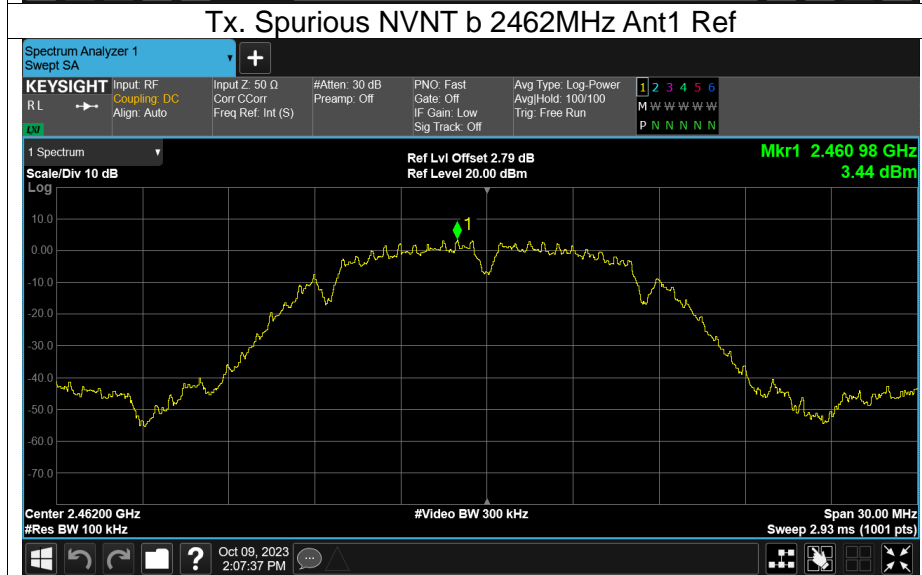 Tx. Spurious NVNT b 2462MHz Ant1 Ref
Spectrum Analyzer 1
Swept SA
+
KEYSIGHT
R L
LXI
Input: RF
Coupling: DC
Align: Auto
Input Z: 50 Ω
Corr CCorr
Freq Ref: Int (S)
#Atten: 30 dB
Preamp: Off
PNO: Fast
Gate: Off
IF Gain: Low
Sig Track: Off
Avg Type: Log-Power
Avg|Hold: 100/100
Trig: Free Run
1 2 3 4 5 6
M W W W W W
P N N N N N
1 Spectrum
Scale/Div 10 dB
Ref Lvl Offset 2.79 dB
Ref Level 20.00 dBm
Mkr1 2.460 98 GHz
3.44 dBm
Log
1
10.0
0.00
-10.0
-20.0
-30.0
-40.0
-50.0
-60.0
-70.0
Center 2.46200 GHz
#Video BW 300 kHz
Span 30.00 MHz
#Res BW 100 kHz
Sweep 2.93 ms (1001 pts)
?
Oct 09, 2023
2:07:37 PM